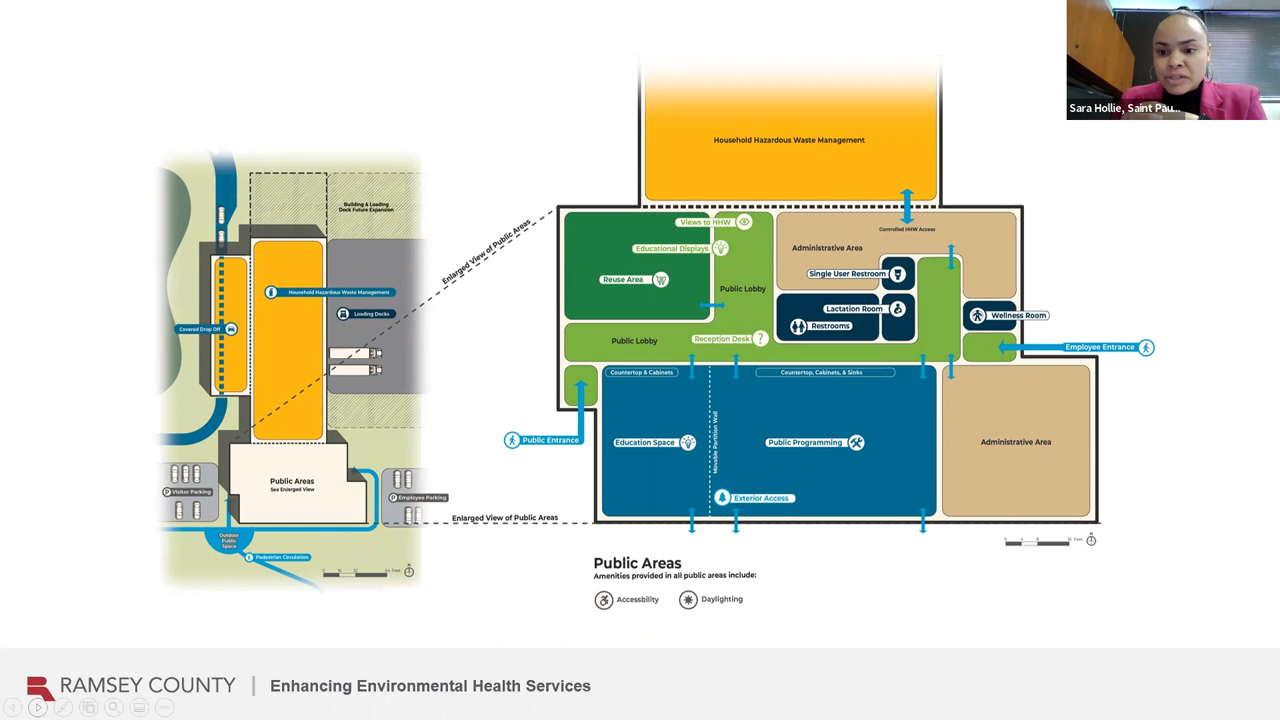 Sara Hollie, Saint Pau...
Household Hazardous Waste Management
Building & Loading
Dock Future Expansion
Household Hazardous Waste Management
Loading Docks
Covered Drop Off
Public Areas
See Enlarged View
Visitor Parking
Employee Parking
Outdoor
Public
Space
Pedestrian Circulation
Enlarged View of Public Areas
Enlarged View of Public Areas
Views to HHW
Educational Displays
Reuse Area
Public Lobby
Public Lobby
Reception Desk
Controlled HHW Access
Administrative Area
Single User Restroom
Lactation Room
Restrooms
Wellness Room
Employee Entrance
Countertop & Cabinets
Countertop, Cabinets, & Sinks
Public Entrance
Education Space
Movable Partition Wall
Public Programming
Administrative Area
Exterior Access
Public Areas
Amenities provided in all public areas include:
Accessbility
Daylighting
RAMSEY COUNTY | Enhancing Environmental Health Services